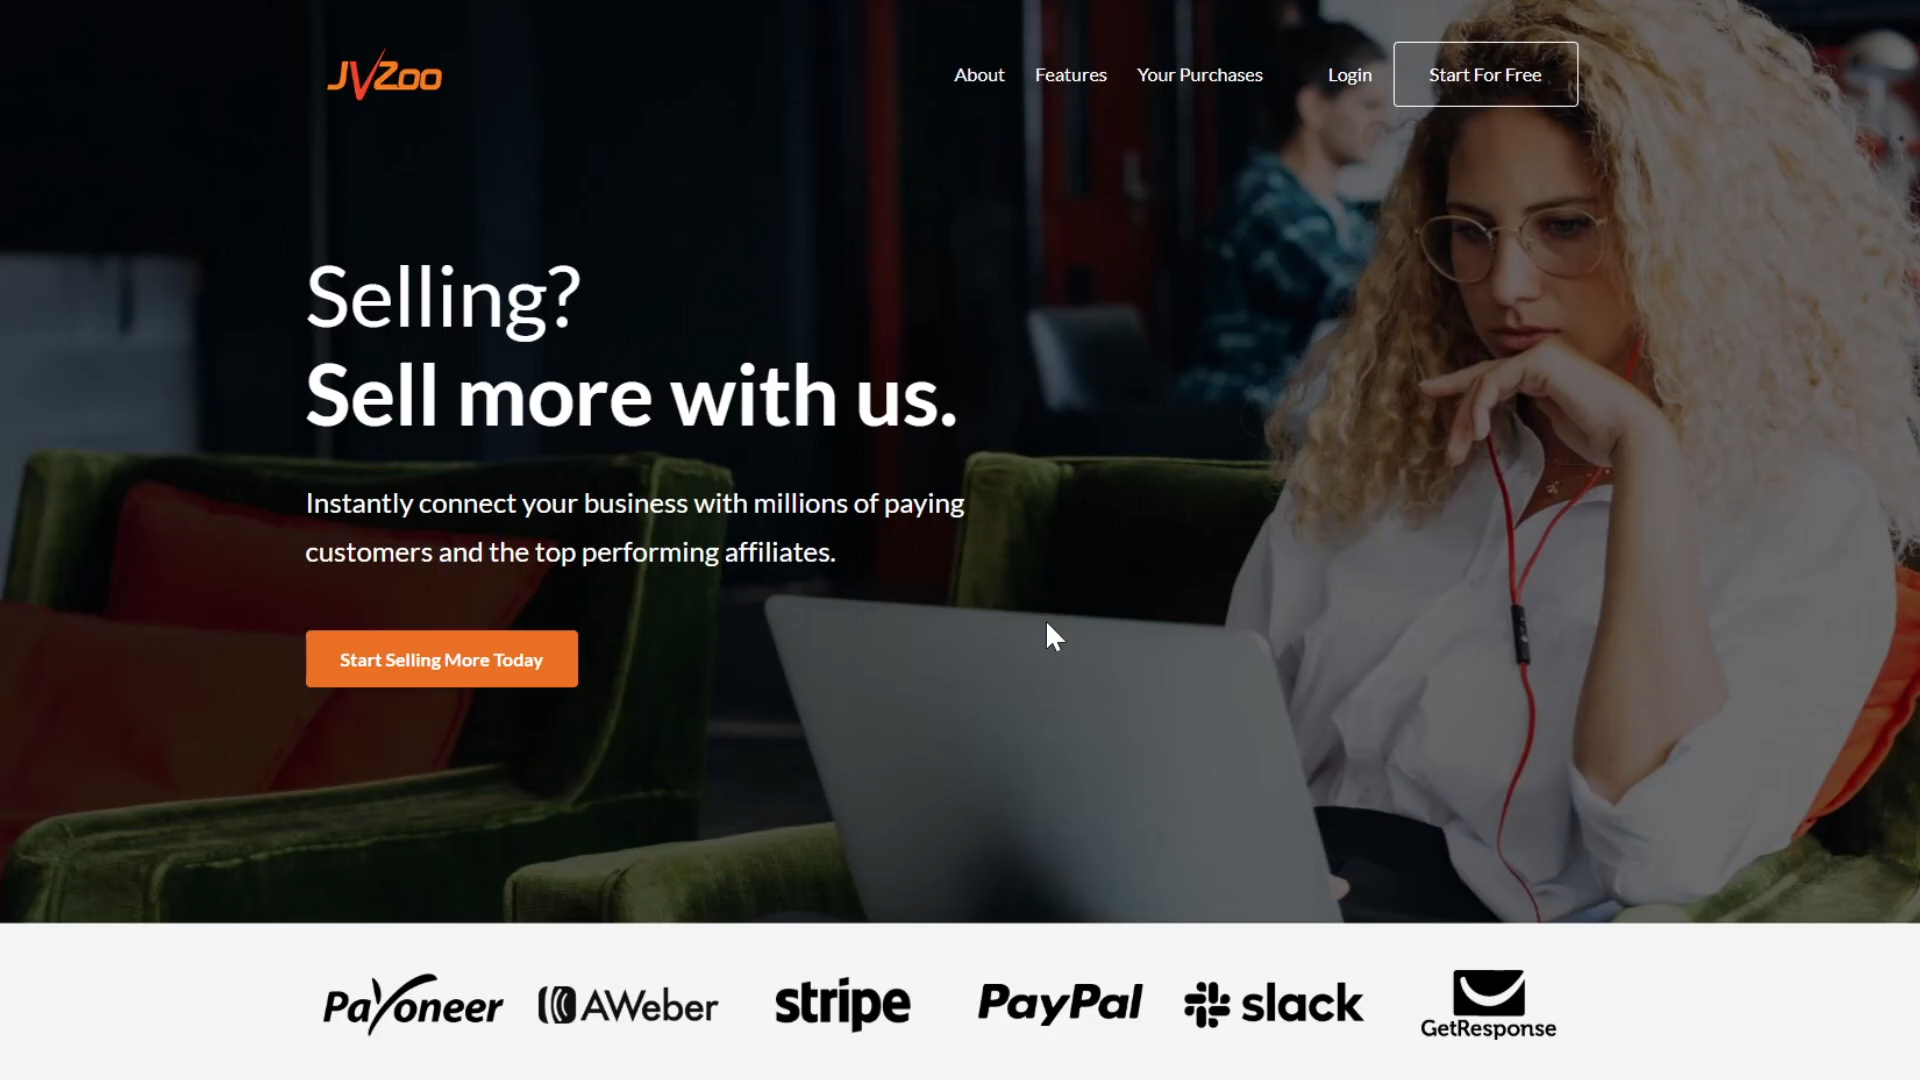 JVZoo
About
Features
Your Purchases
Login
Start For Free
Selling?
Sell more with us.
Instantly connect your business with millions of paying
customers and the top performing affiliates.
Start Selling More Today
Payoneer
AWeber
stripe
PayPal
slack
GetResponse